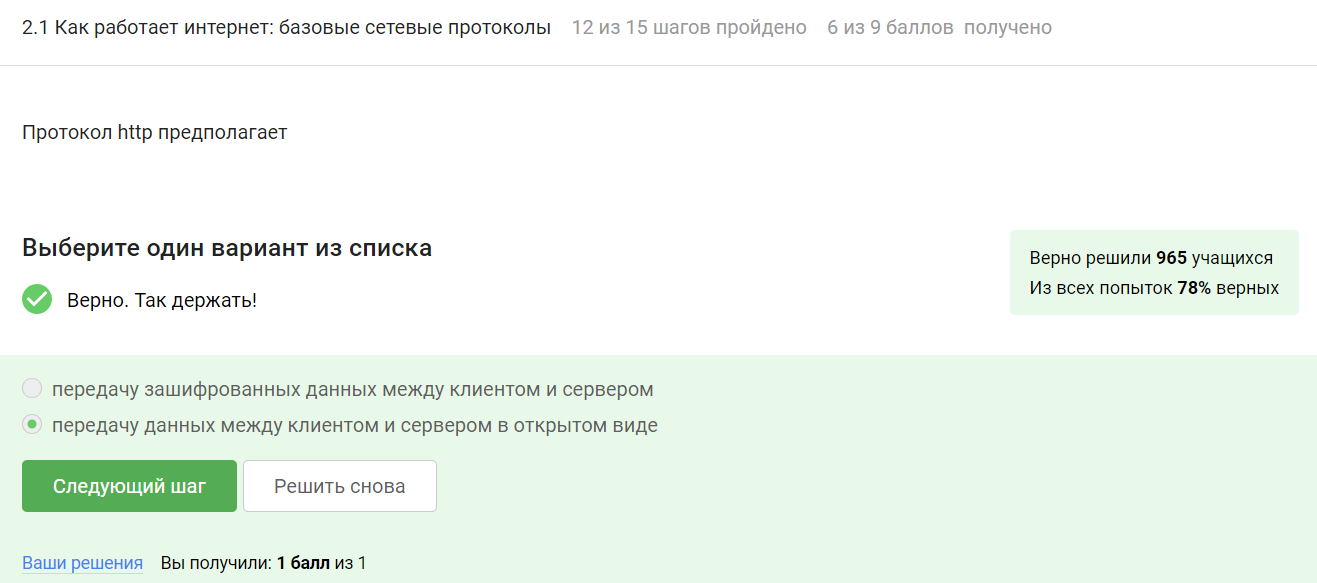 2.1 Как работает интернет: базовые сетевые протоколы 12 из 15 шагов пройдено 6 из 9 баллов получено
Протокол http предполагает
Выберите один вариант из списка
Верно. Так держать!
Верно решили 965 учащихся
Из всех попыток 78% верных
передачу зашифрованных данных между клиентом и сервером
передачу данных между клиентом и сервером в открытом виде
Следующий шаг Решить снова
Ваши решения Вы получили: 1 балл из 1